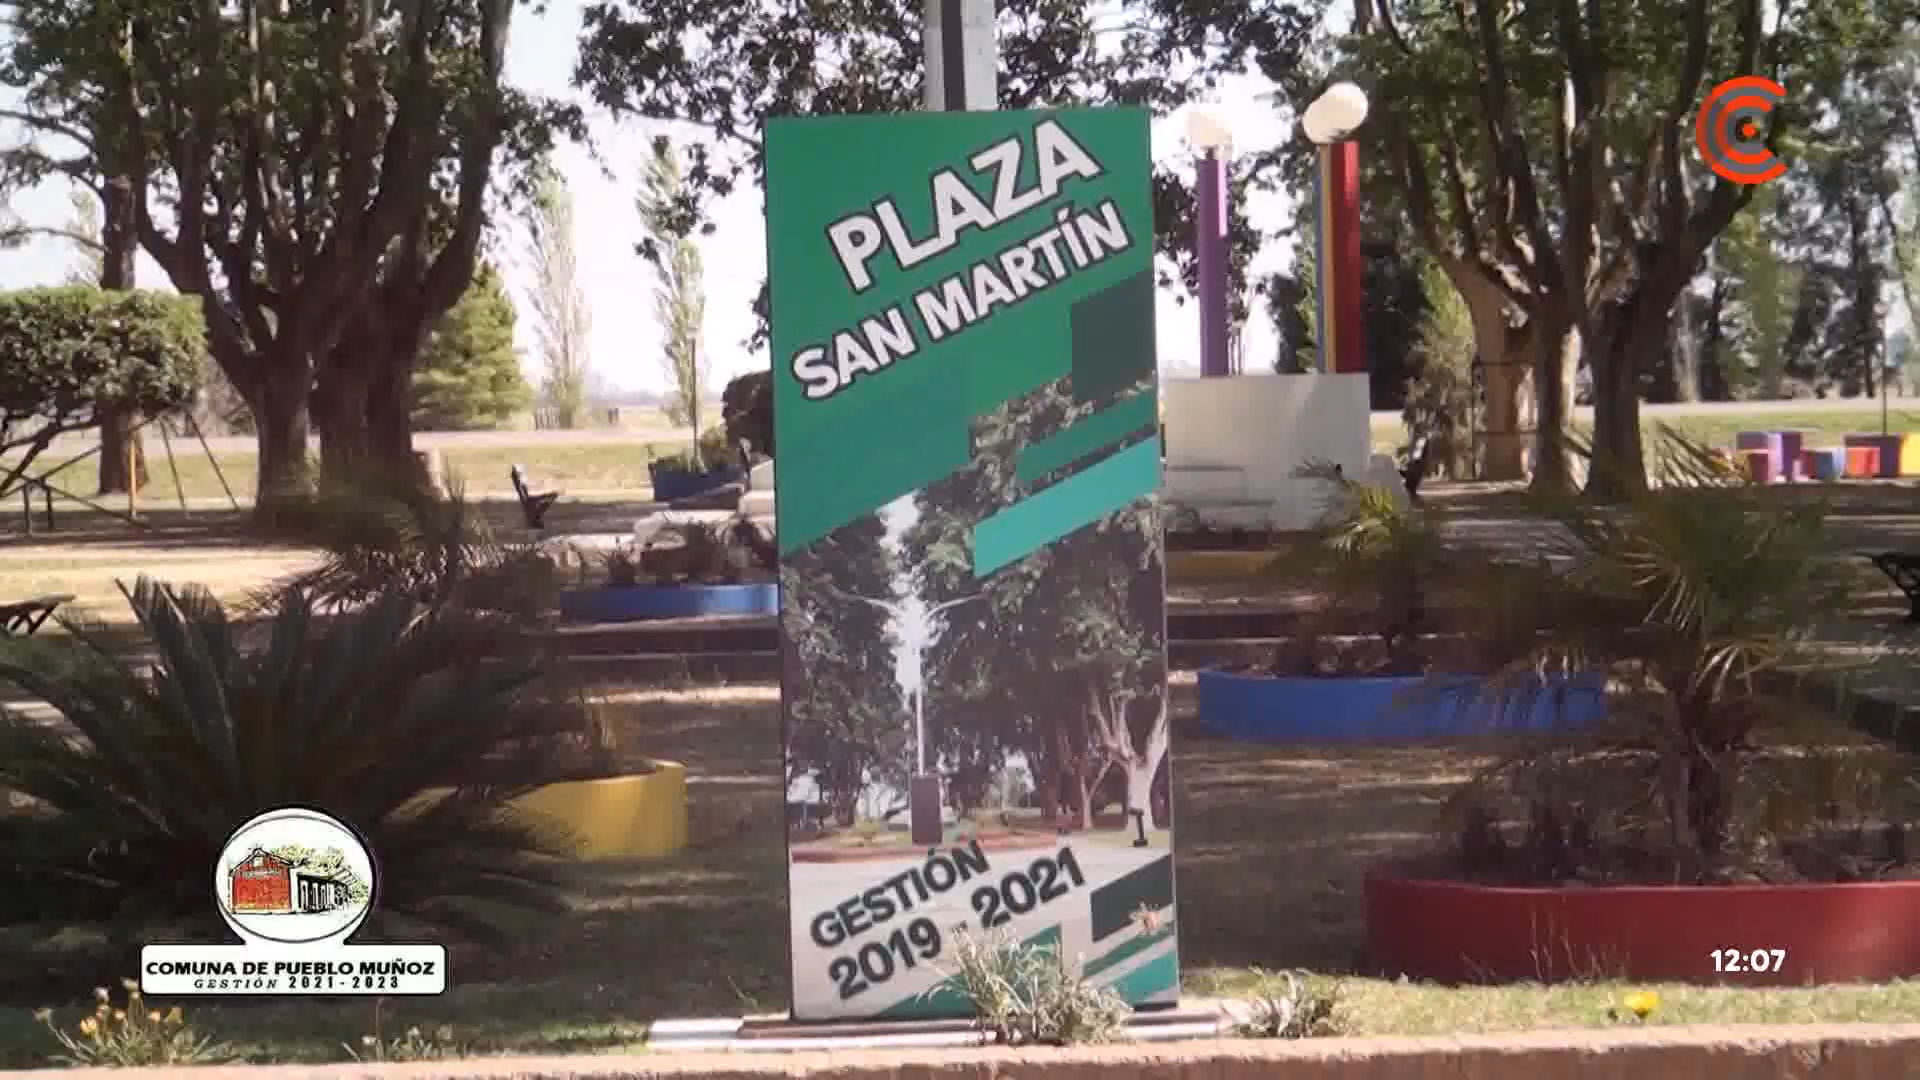 PLAZA
SAN MARTÍN
GESTIÓN
2019 - 2021
COMUNA DE PUEBLO MUÑOZ
GESTIÓN 2021-2023
12:07